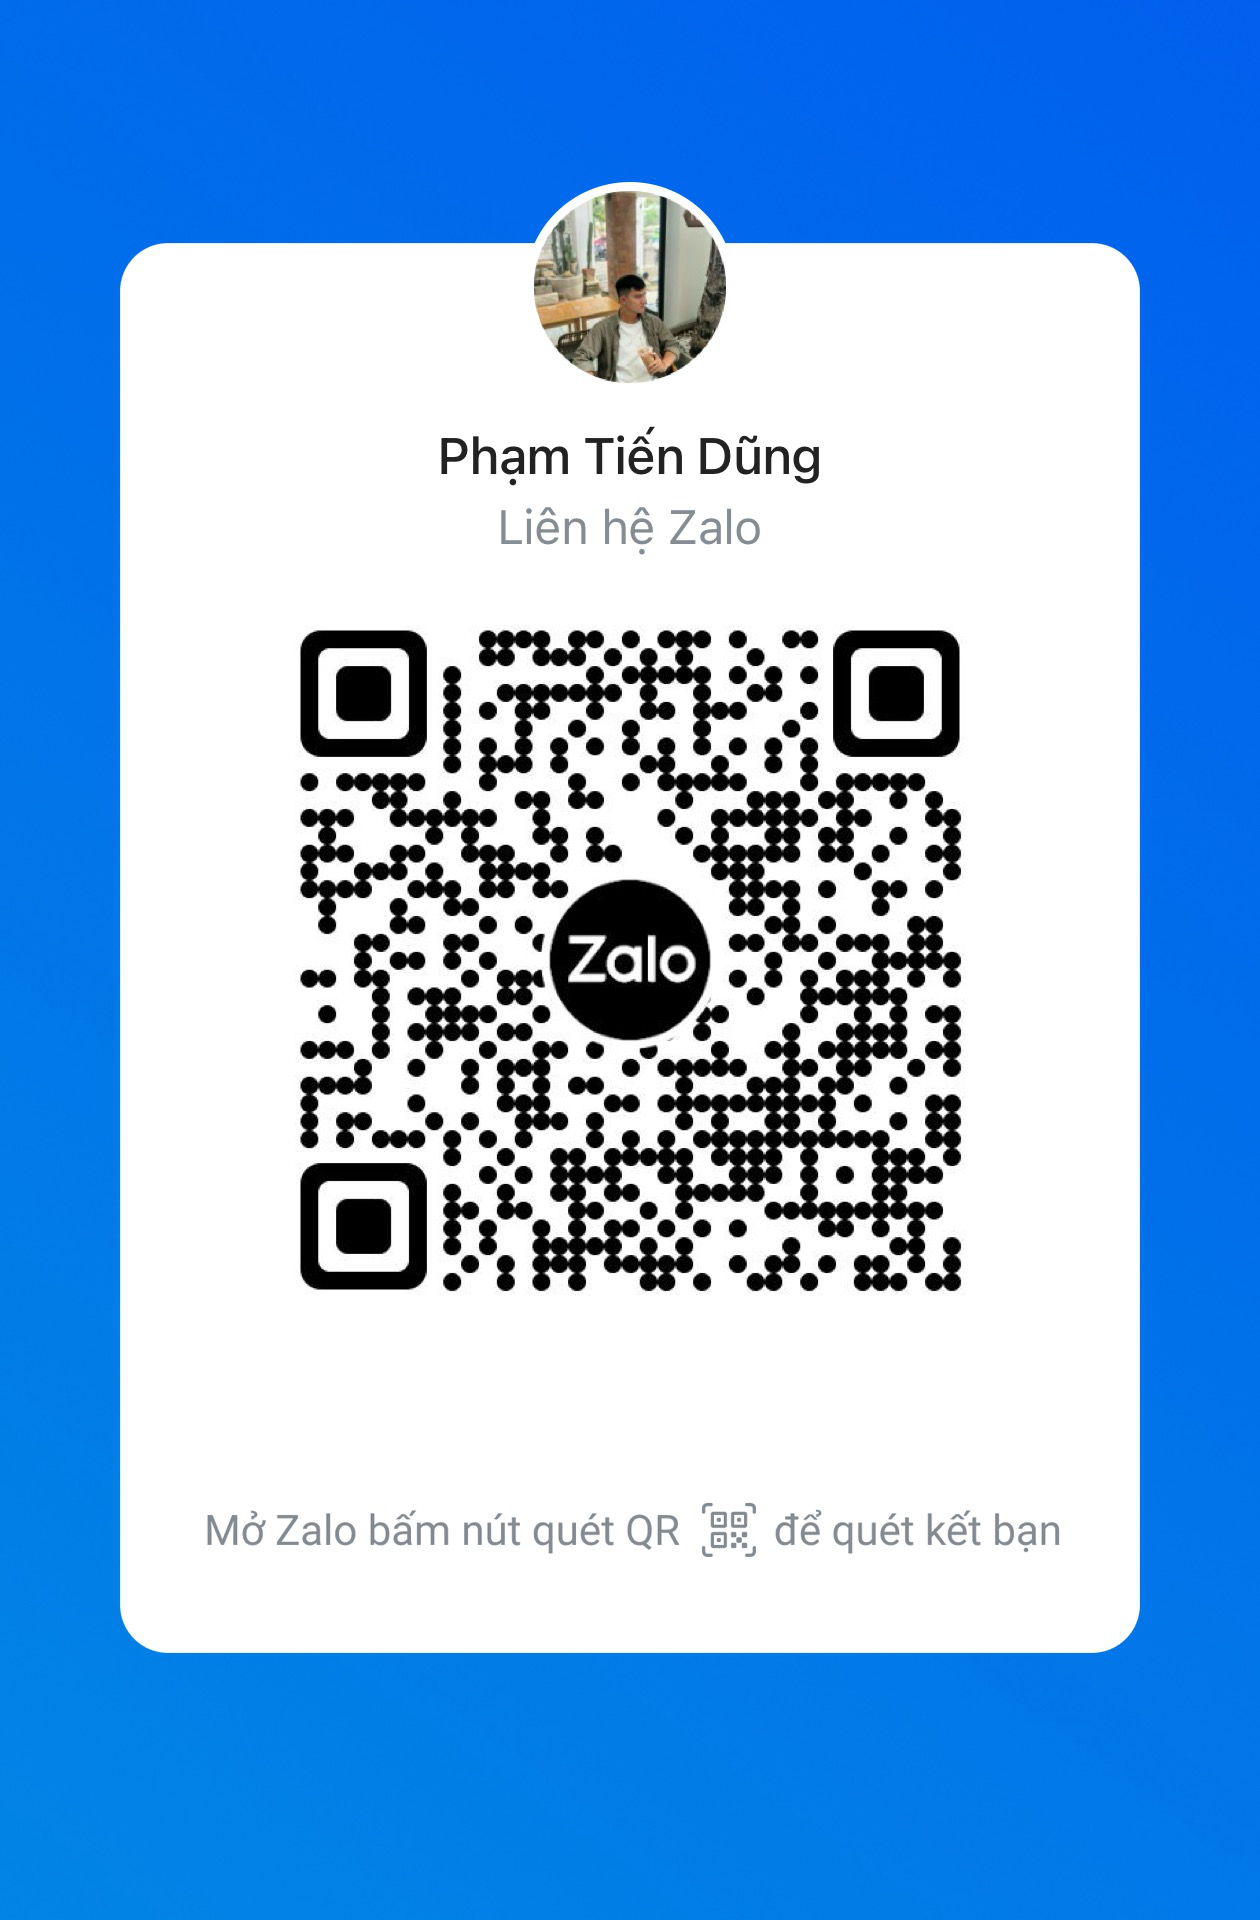 Phạm Tiến Dũng
Liên hệ Zalo
Zalo
Mở Zalo bấm nút quét QR để quét kết bạn